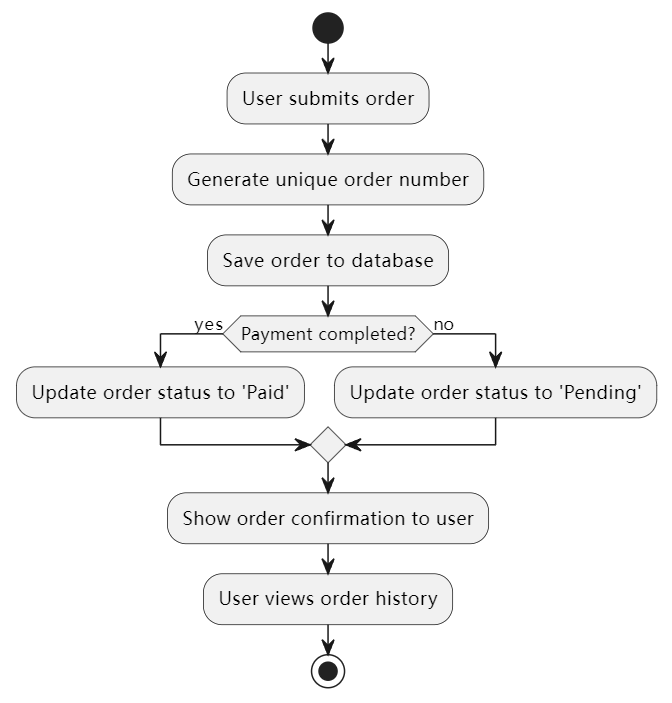 User submits order
Generate unique order number
Save order to database
yes
Payment completed?
no
Update order status to 'Paid'
Update order status to 'Pending'
Show order confirmation to user
User views order history